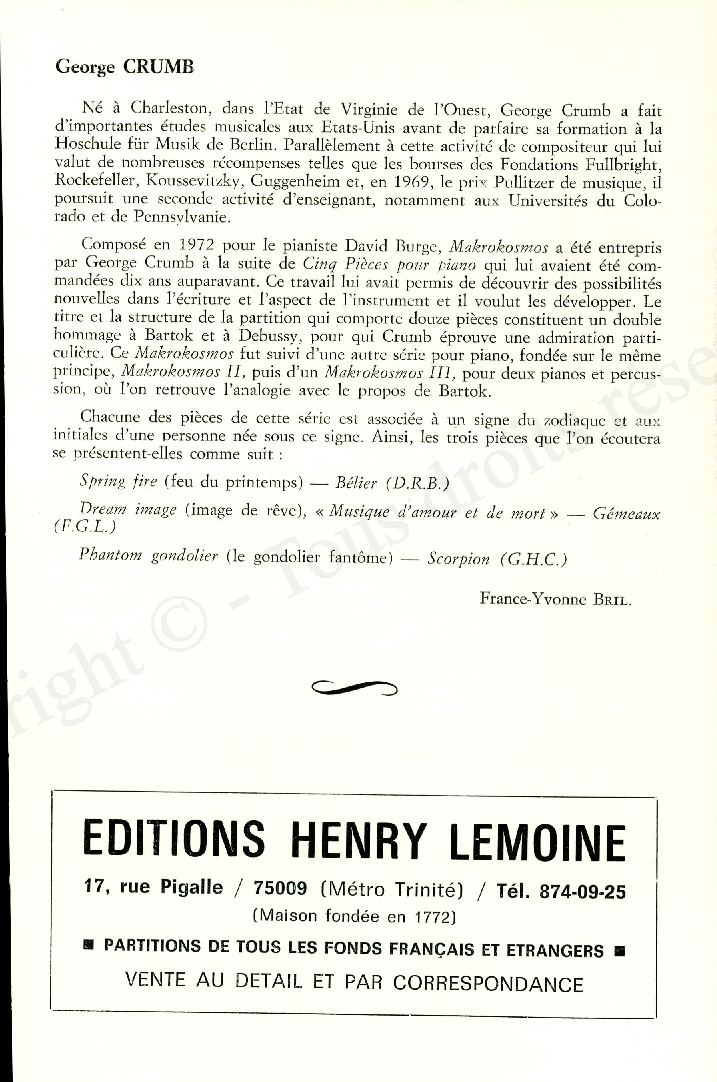 George CRUMB
Né à Charleston, dans l'Etat de Virginie de l'Ouest, George Crumb a fait
d'importantes études musicales aux Etats-Unis avant de parfaire sa formation à la
Hoschule für Musik de Berlin. Parallèlement à cette activité de compositeur qui lui
valut de nombreuses récompenses telles que les bourses des Fondations Fullbright,
Rockefeller, Koussevitzky, Guggenheim et, en 1969, le prix Pullitzer de musique, il
poursuit une seconde activité d'enseignant, notamment aux Universités du Colo-
rado et de Pennsylvanie.
Composé en 1972 pour le pianiste David Burge, Makrokosmos a été entrepris
par George Crumb à la suite de Cinq Pièces pour piano qui lui avaient été com-
mandées dix ans auparavant. Ce travail lui avait permis de découvrir des possibilités
nouvelles dans l'écriture et l'aspect de l'instrument et il voulut les développer. Le
titre et la structure de la partition qui comporte douze pièces constituent un double
hommage à Bartok et à Debussy, pour qui Crumb éprouve une admiration parti-
culière. Ce Makrokosmos fut suivi d'une autre série pour piano, fondée sur le même
principe, Makrokosmos II, puis d'un Makrokosmos III, pour deux pianos et percus-
sion, où l'on retrouve l'analogie avec le propos de Bartok.
Chacune des pièces de cette série est associée à un signe du zodiaque et aux
initiales d'une personne née sous ce signe. Ainsi, les trois pièces que l'on écoutera
se présentent-elles comme suit :
Spring fire (feu du printemps) — Bélier (D.R.B.)
Dream image (image de rêve), « Musique d'amour et de mort » — Gémeaux
(F.G.L.)
Phantom gondolier (le gondolier fantôme) — Scorpion (G.H.C.)
France-Yvonne BRIL.
right © - Tous droits rése
EDITIONS HENRY LEMOINE
17, rue Pigalle / 75009 (Métro Trinité) / Tél. 874-09-25
(Maison fondée en 1772)
■ PARTITIONS DE TOUS LES FONDS FRANÇAIS ET ETRANGERS ■
VENTE AU DETAIL ET PAR CORRESPONDANCE